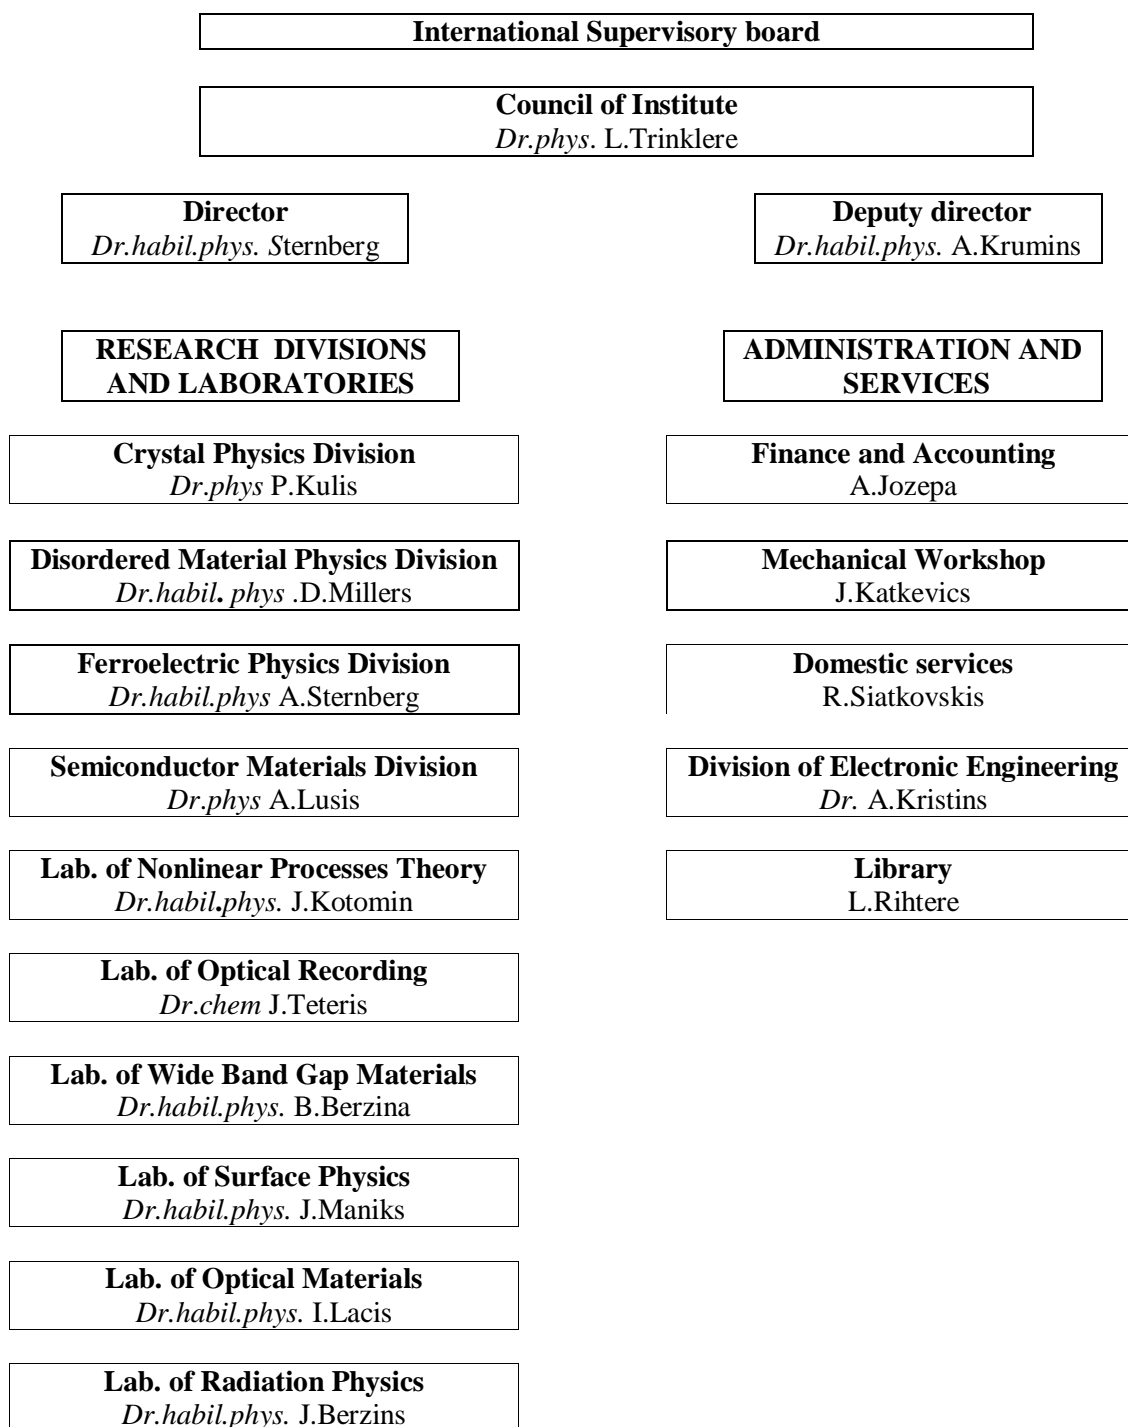 International Supervisory board
Council of Institute
Dr.phys. L.Trinklere
Director
Dr.habil.phys. Sternberg
Deputy director
Dr.habil.phys. A.Krumins
RESEARCH DIVISIONS
AND LABORATORIES
ADMINISTRATION AND
SERVICES
Crystal Physics Division
Dr.phys P.Kulis
Disordered Material Physics Division
Dr.habil. phys .D.Millers
Ferroelectric Physics Division
Dr.habil.phys A.Sternberg
Semiconductor Materials Division
Dr.phys A.Lusis
Lab. of Nonlinear Processes Theory
Dr.habil.phys. J.Kotomin
Lab. of Optical Recording
Dr.chem J.Teteris
Lab. of Wide Band Gap Materials
Dr.habil.phys. B.Berzina
Lab. of Surface Physics
Dr.habil.phys. J.Maniks
Lab. of Optical Materials
Dr.habil.phys. I.Lacis
Lab. of Radiation Physics
Dr.habil.phys. J.Berzins
Finance and Accounting
A.Jozepa
Mechanical Workshop
J.Katkevics
Domestic services
R.Siatkovskis
Division of Electronic Engineering
Dr. A.Kristins
Library
L.Rihtere